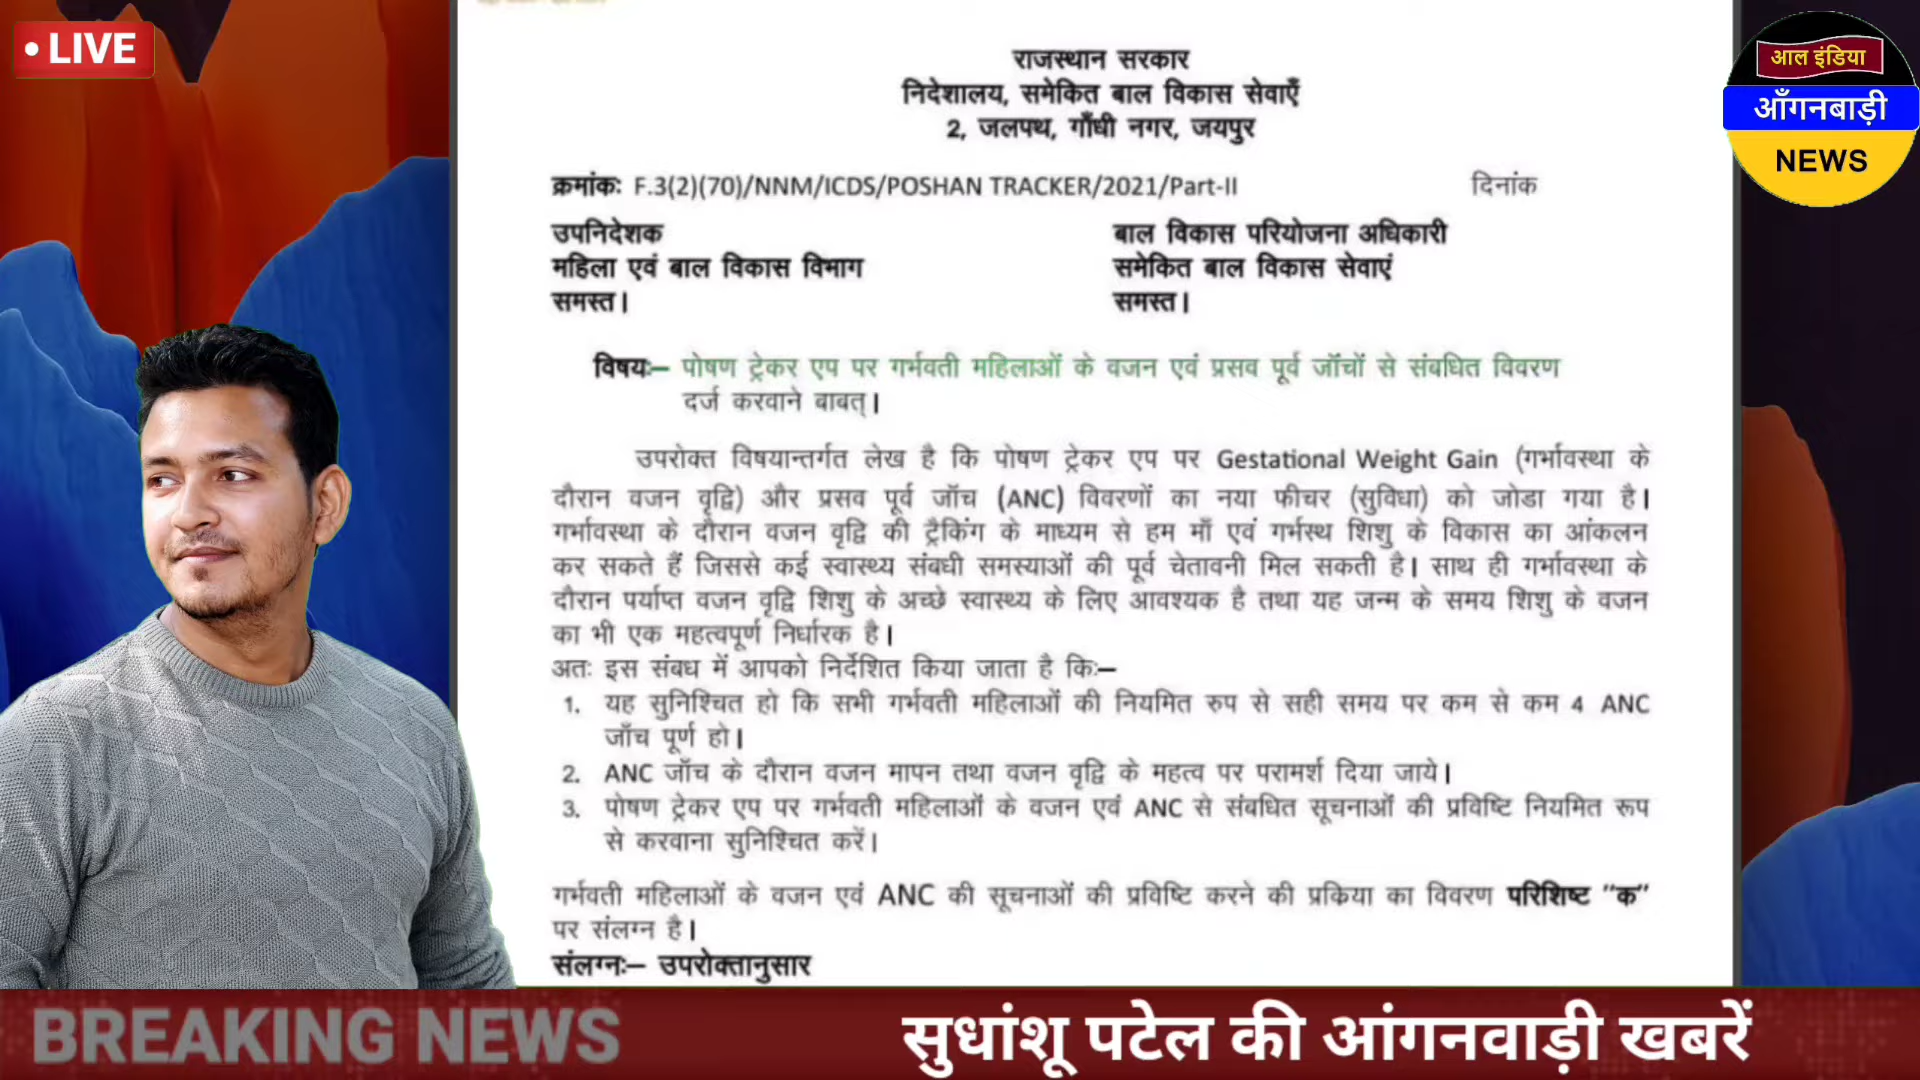 LIVE
आल इंडिया
आँगनबाड़ी
NEWS
राजस्थान सरकार
निदेशालय, समेकित बाल विकास सेवाएँ
2, जलपथ, गाँधी नगर, जयपुर
क्रमांकः F.3(2)(70)/NNM/ICDS/POSHAN TRACKER/2021/Part-II दिनांक
उपनिदेशक
महिला एवं बाल विकास विभाग
समस्त।
बाल विकास परियोजना अधिकारी
समेकित बाल विकास सेवाएं
समस्त।
विषयः– पोषण ट्रेकर एप पर गर्भवती महिलाओं के वजन एवं प्रसव पूर्व जॉंचों से संबधित विवरण
दर्ज करवाने बाबत्।
उपरोक्त विषयान्तर्गत लेख है कि पोषण ट्रेकर एप पर Gestational Weight Gain (गर्भावस्था के
दौरान वजन वृद्वि) और प्रसव पूर्व जॉच (ANC) विवरणों का नया फीचर (सुविधा) को जोडा गया है।
गर्भावस्था के दौरान वजन वृद्वि की ट्रैकिंग के माध्यम से हम माँ एवं गर्भस्थ शिशु के विकास का आंकलन
कर सकते हैं जिससे कई स्वास्थ्य संबधी समस्याओं की पूर्व चेतावनी मिल सकती है। साथ ही गर्भावस्था के
दौरान पर्याप्त वजन वृद्वि शिशु के अच्छे स्वास्थ्य के लिए आवश्यक है तथा यह जन्म के समय शिशु के वजन
का भी एक महत्वपूर्ण निर्धारक है।
अतः इस संबध में आपको निर्देशित किया जाता है किः–
1. यह सुनिश्चित हो कि सभी गर्भवती महिलाओं की नियमित रुप से सही समय पर कम से कम 4 ANC
जाँच पूर्ण हो।
2. ANC जॉच के दौरान वजन मापन तथा वजन वृद्वि के महत्व पर परामर्श दिया जाये।
3. पोषण ट्रेकर एप पर गर्भवती महिलाओं के वजन एवं ANC से संबधित सूचनाओं की प्रविष्टि नियमित रूप
से करवाना सुनिश्चित करें।
गर्भवती महिलाओं के वजन एवं ANC की सूचनाओं की प्रविष्टि करने की प्रक्रिया का विवरण परिशिष्ट "क"
पर संलग्न है।
संलग्नः– उपरोक्तानुसार
BREAKING NEWS
सुधांशू पटेल की आंगनवाड़ी खबरें